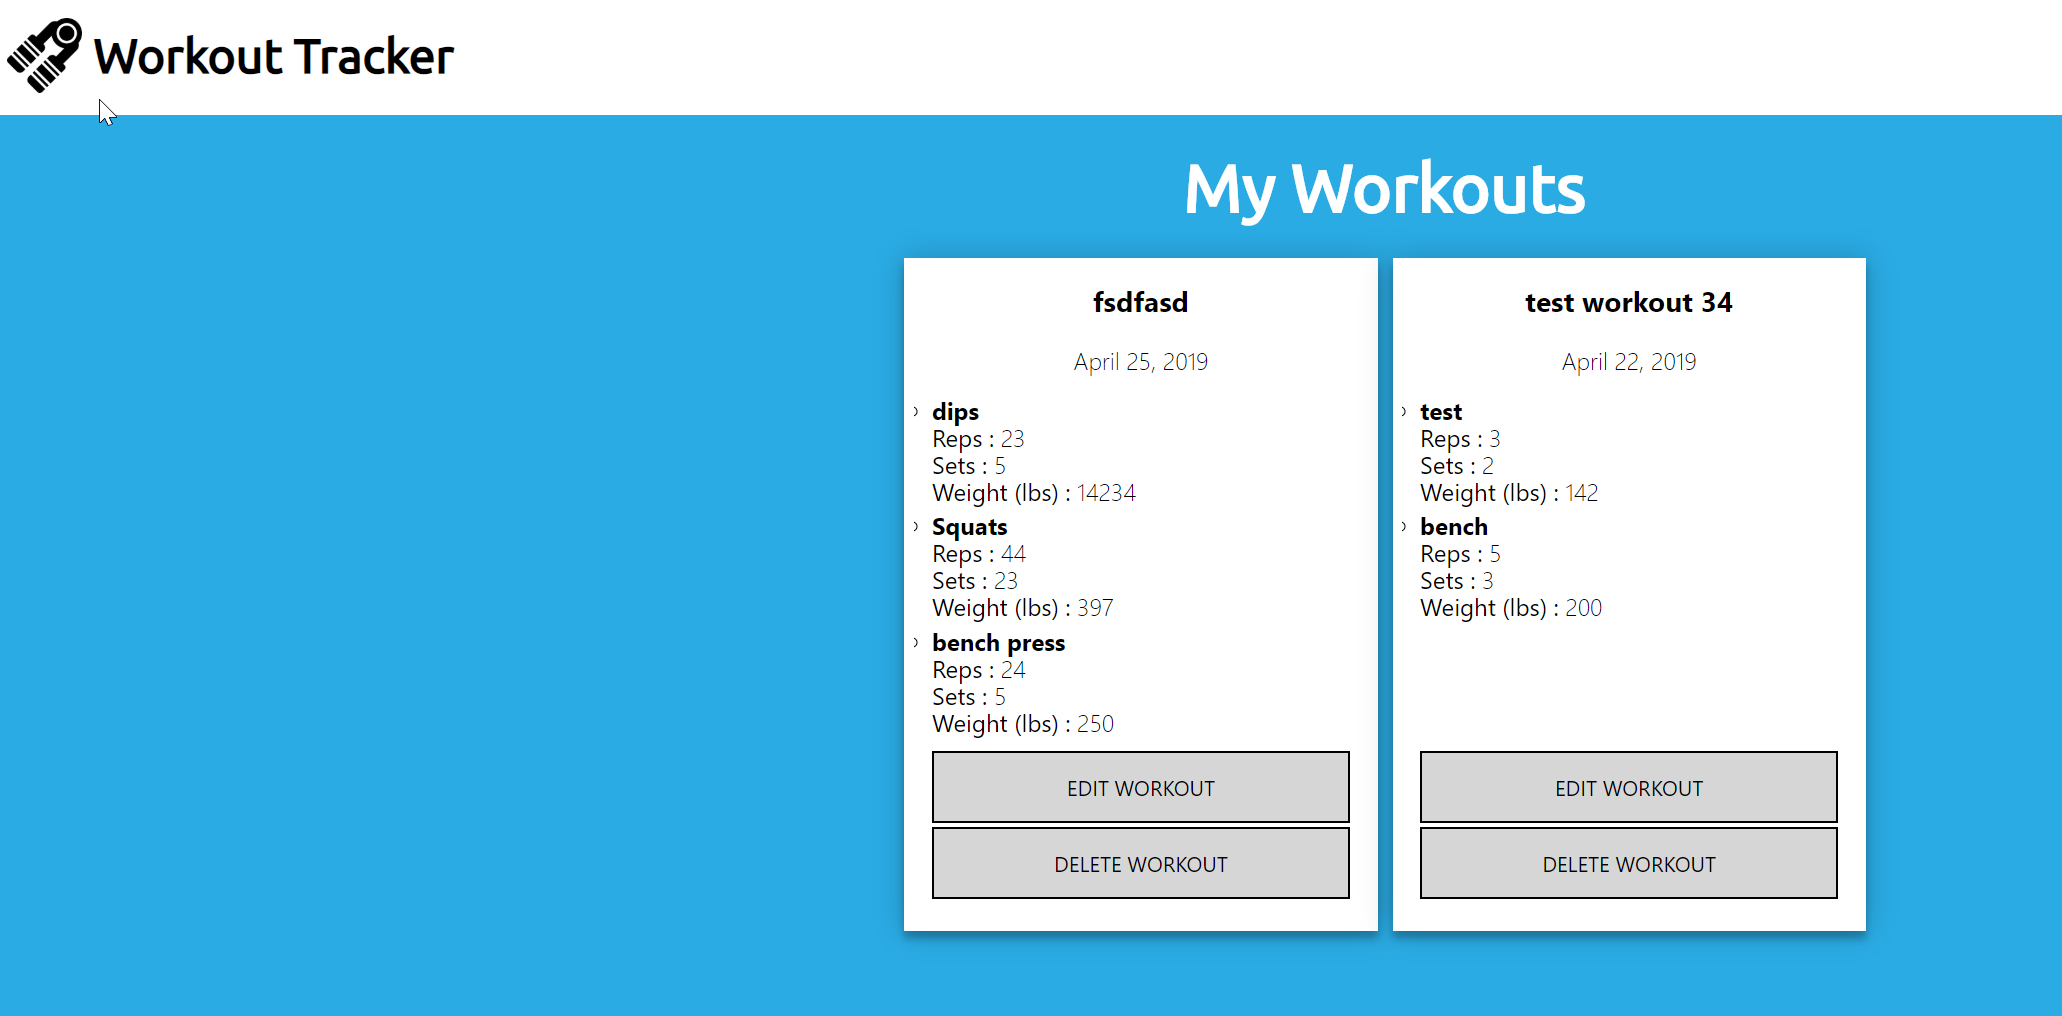 Workout Tracker
My Workouts
fsdfasd
April 25, 2019
dips
Reps : 23
Sets : 5
Weight (lbs) : 14234
Squats
Reps : 44
Sets : 23
Weight (lbs) : 397
bench press
Reps : 24
Sets : 5
Weight (lbs) : 250
EDIT WORKOUT
DELETE WORKOUT
test workout 34
April 22, 2019
test
Reps : 3
Sets : 2
Weight (lbs) : 142
bench
Reps : 5
Sets : 3
Weight (lbs) : 200
EDIT WORKOUT
DELETE WORKOUT